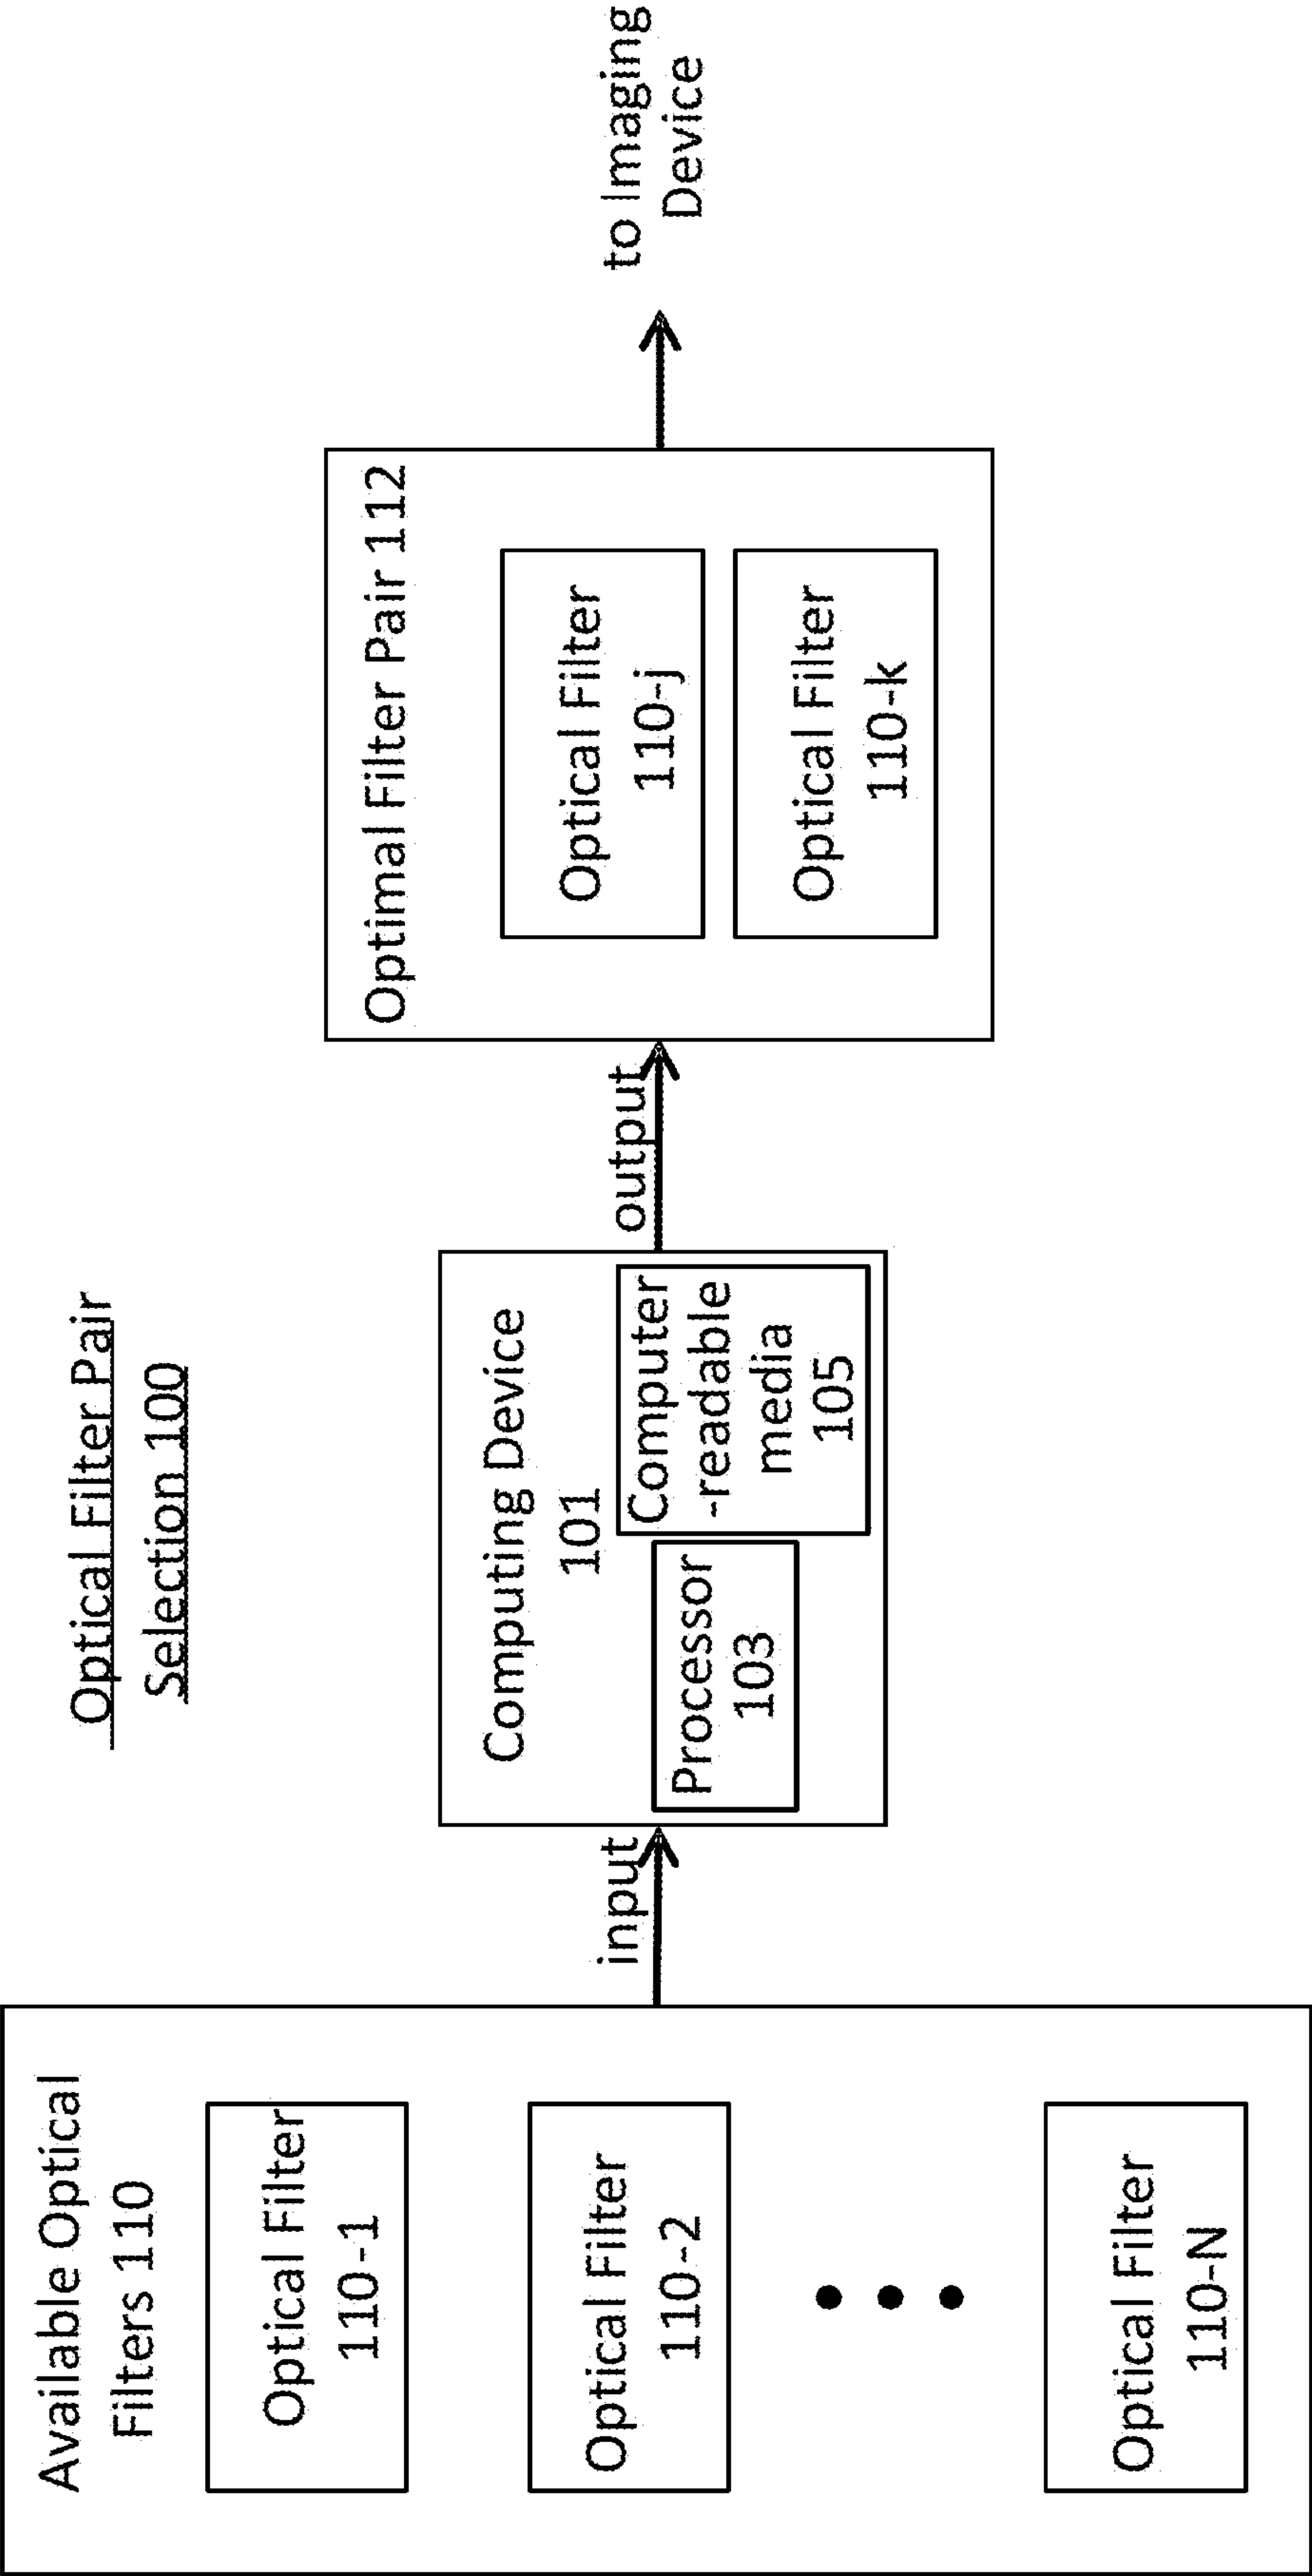 Optical Filter Pair
Selection 100
Available Optical
Filters 110
Optical Filter
110-1
Optical Filter
110-2
Optical Filter
110-N
input
Computing Device
101
Processor
103
Computer
-readable
media
105
output
Optimal Filter Pair 112
Optical Filter
110-j
Optical Filter
110-k
to Imaging
Device